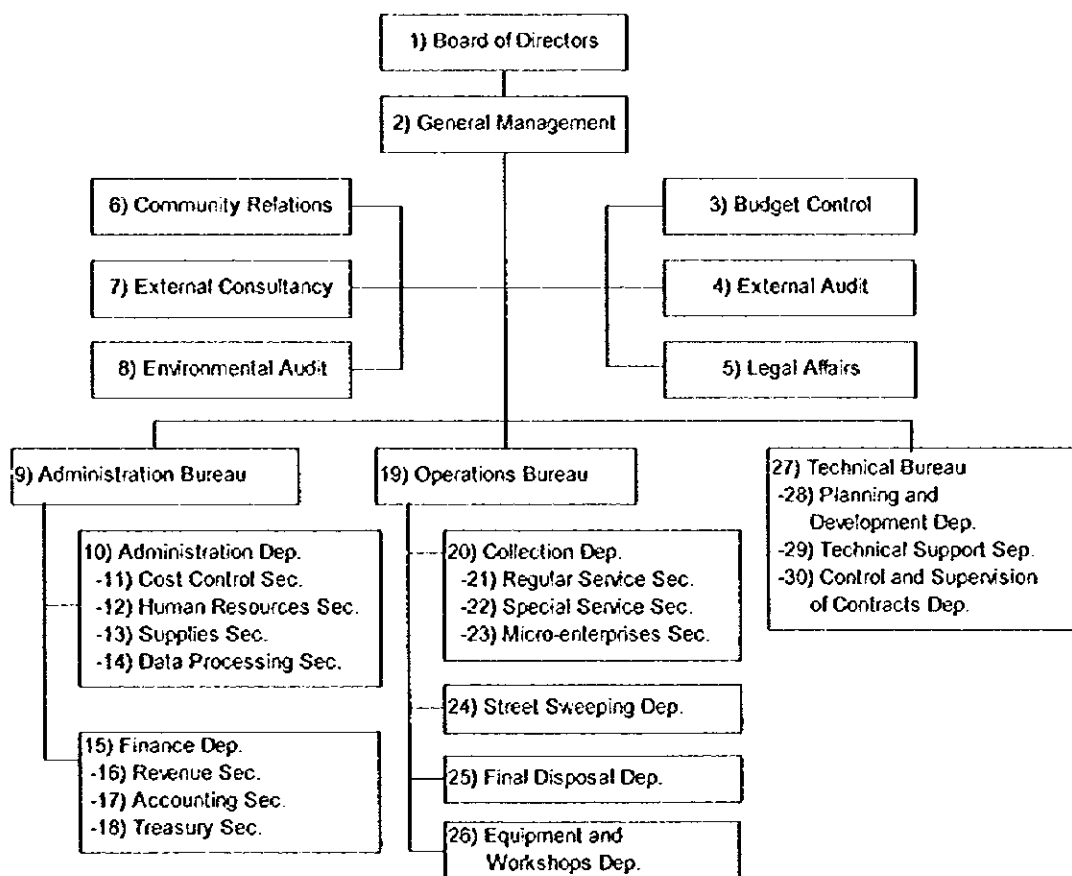 1) Board of Directors
2) General Management
6) Community Relations
3) Budget Control
7) External Consultancy
4) External Audit
8) Environmental Audit
5) Legal Affairs
9) Administration Bureau
10) Administration Dep.
-11) Cost Control Sec.
-12) Human Resources Sec.
-13) Supplies Sec.
-14) Data Processing Sec.
15) Finance Dep.
-16) Revenue Sec.
-17) Accounting Sec.
-18) Treasury Sec.
19) Operations Bureau
20) Collection Dep.
-21) Regular Service Sec.
-22) Special Service Sec.
-23) Micro-enterprises Sec.
24) Street Sweeping Dep.
25) Final Disposal Dep.
26) Equipment and
Workshops Dep.
27) Technical Bureau
-28) Planning and
Development Dep.
-29) Technical Support Sep.
-30) Control and Supervision
of Contracts Dep.